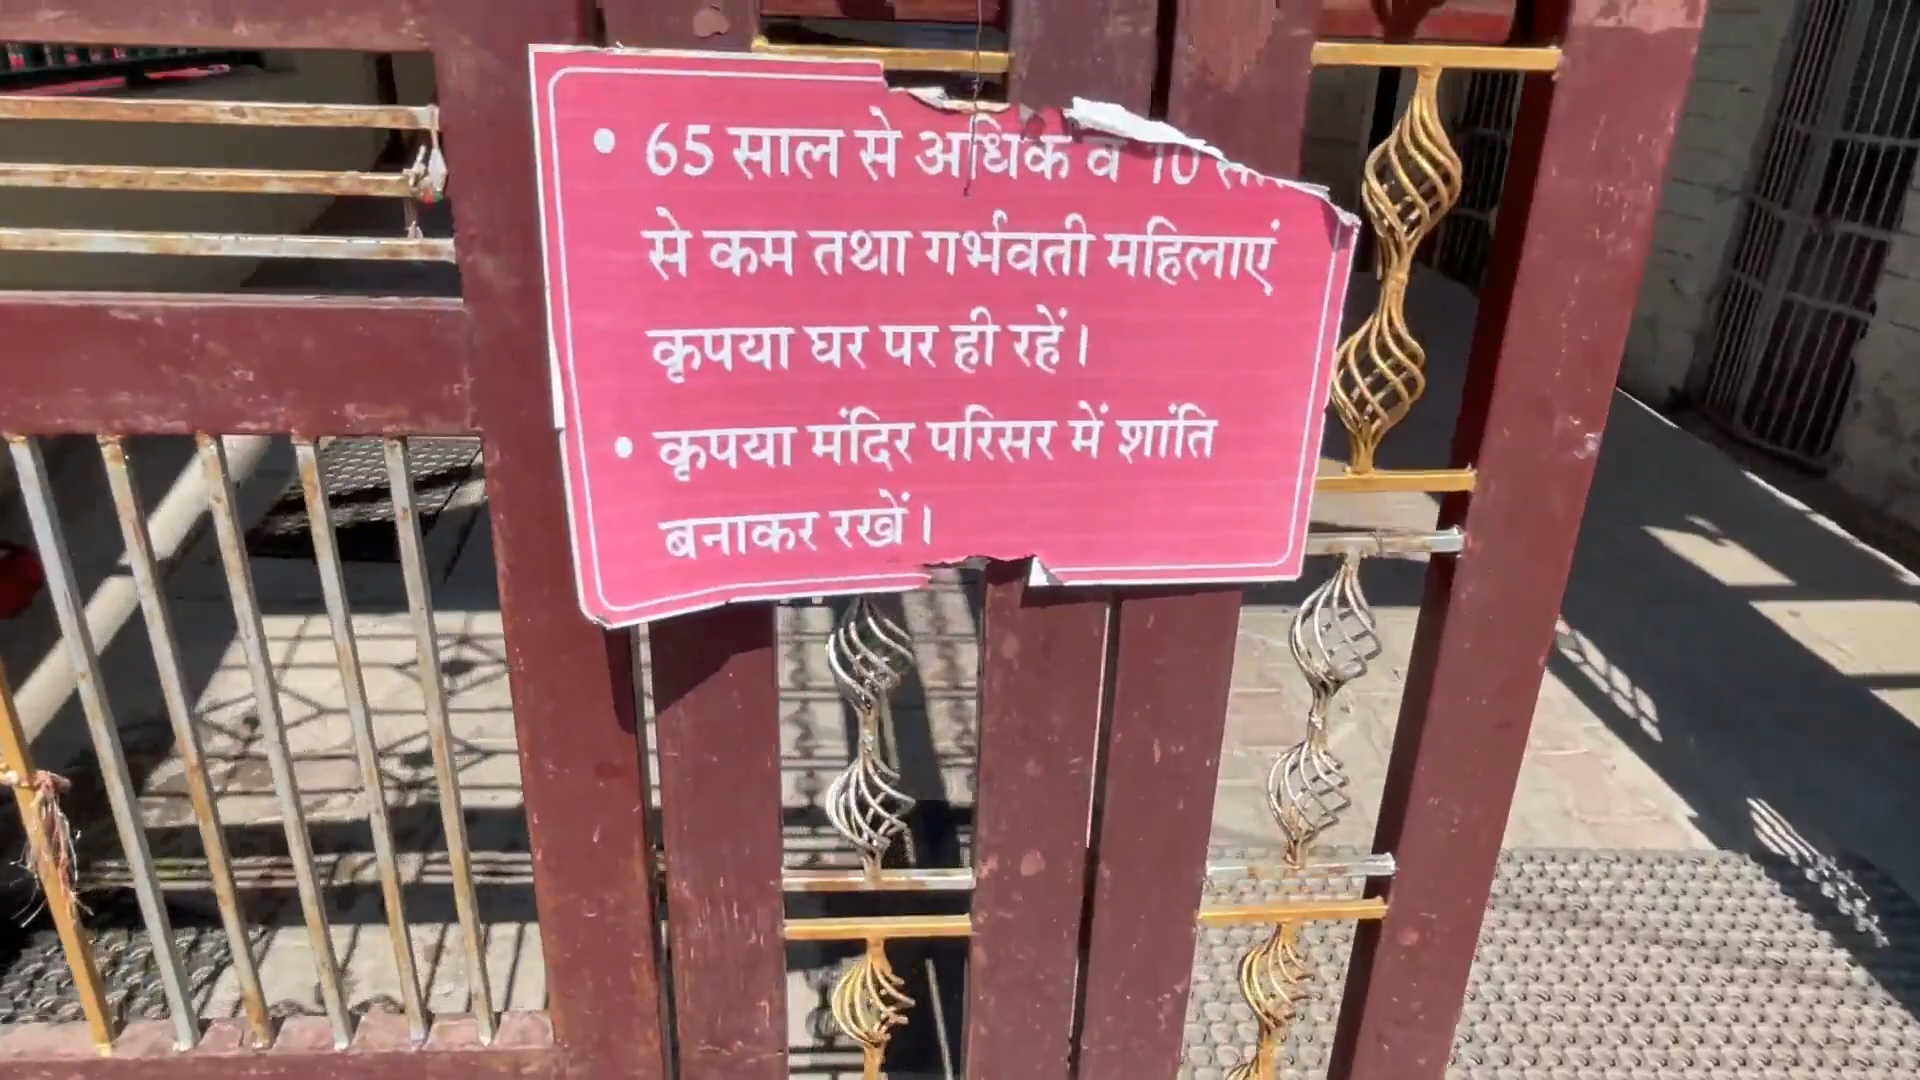 • 65 साल से अधिक व 10
से कम तथा गर्भवती महिलाएं
कृपया घर पर ही रहें।
• कृपया मंदिर परिसर में शांति
बनाकर रखें।